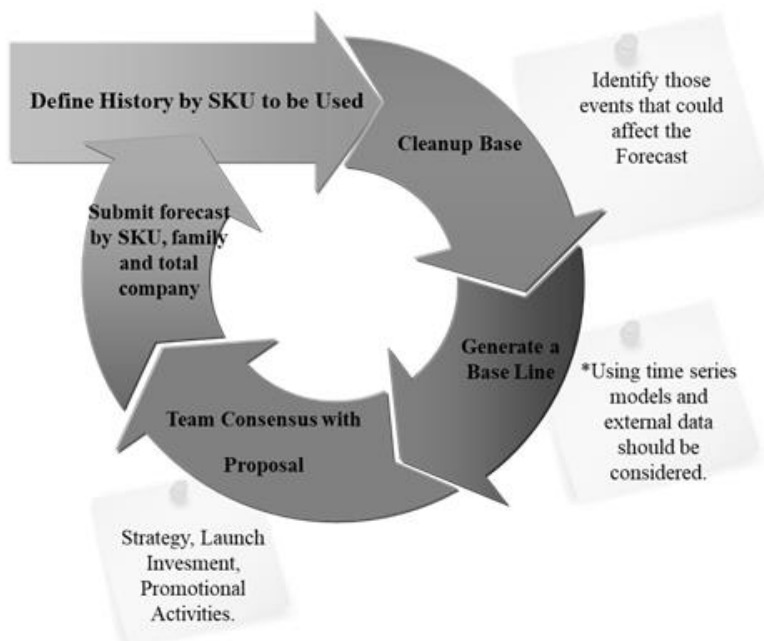 Define History by SKU to be Used
Cleanup Base
Identify those
events that could
affect the
Forecast
Generate a
Base Line
*Using time series
models and
external data
should be
considered.
Team Consensus with
Proposal
Strategy, Launch
Invesment,
Promotional
Activities.
Submit forecast
by SKU, family
and total
company